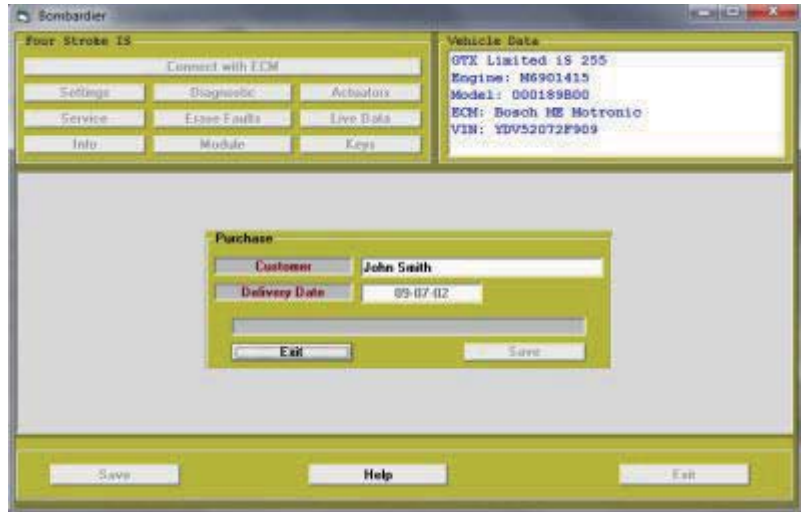 Bombardier
Four Stroke IS
Connect with ECM
Settings Diagnostic Actuators
Service Erase Faults Live Data
Info Module Keys
Vehicle Data
GTX Limited iS 255
Engine: M6901415
Model: 000189B00
ECM: Bosch ME Motronic
VIN: YDV52072F909
Purchase
Customer John Smith
Delivery Date 09-07-02
Exit Save
Save Help Exit